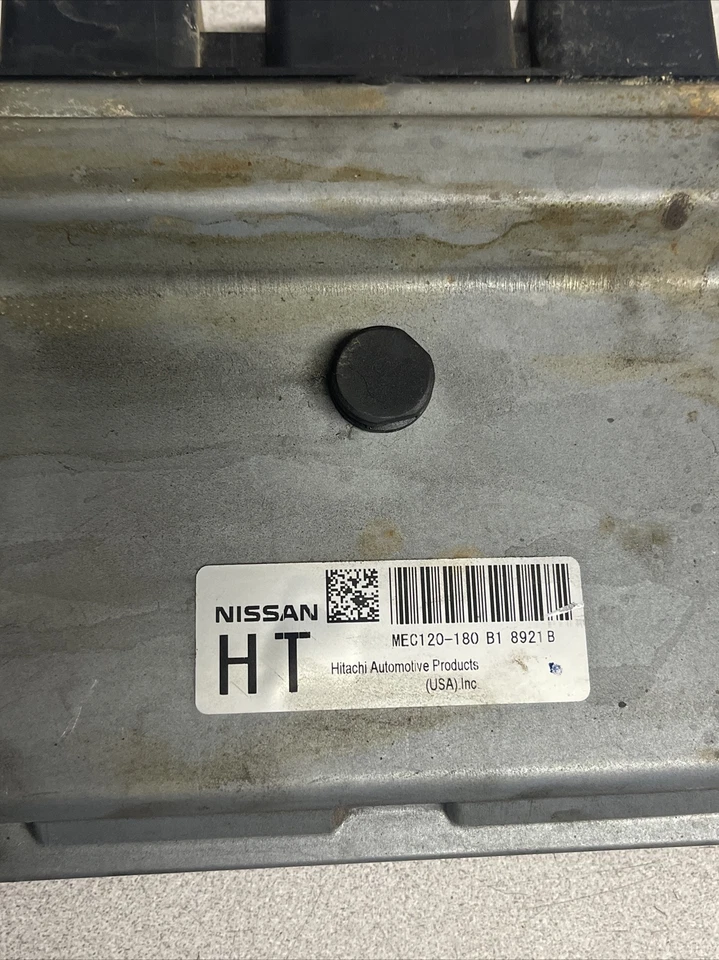 NISSAN
HT
MEC120-180 B1 8921 B
Hitachi Automotive Products
(USA).Inc